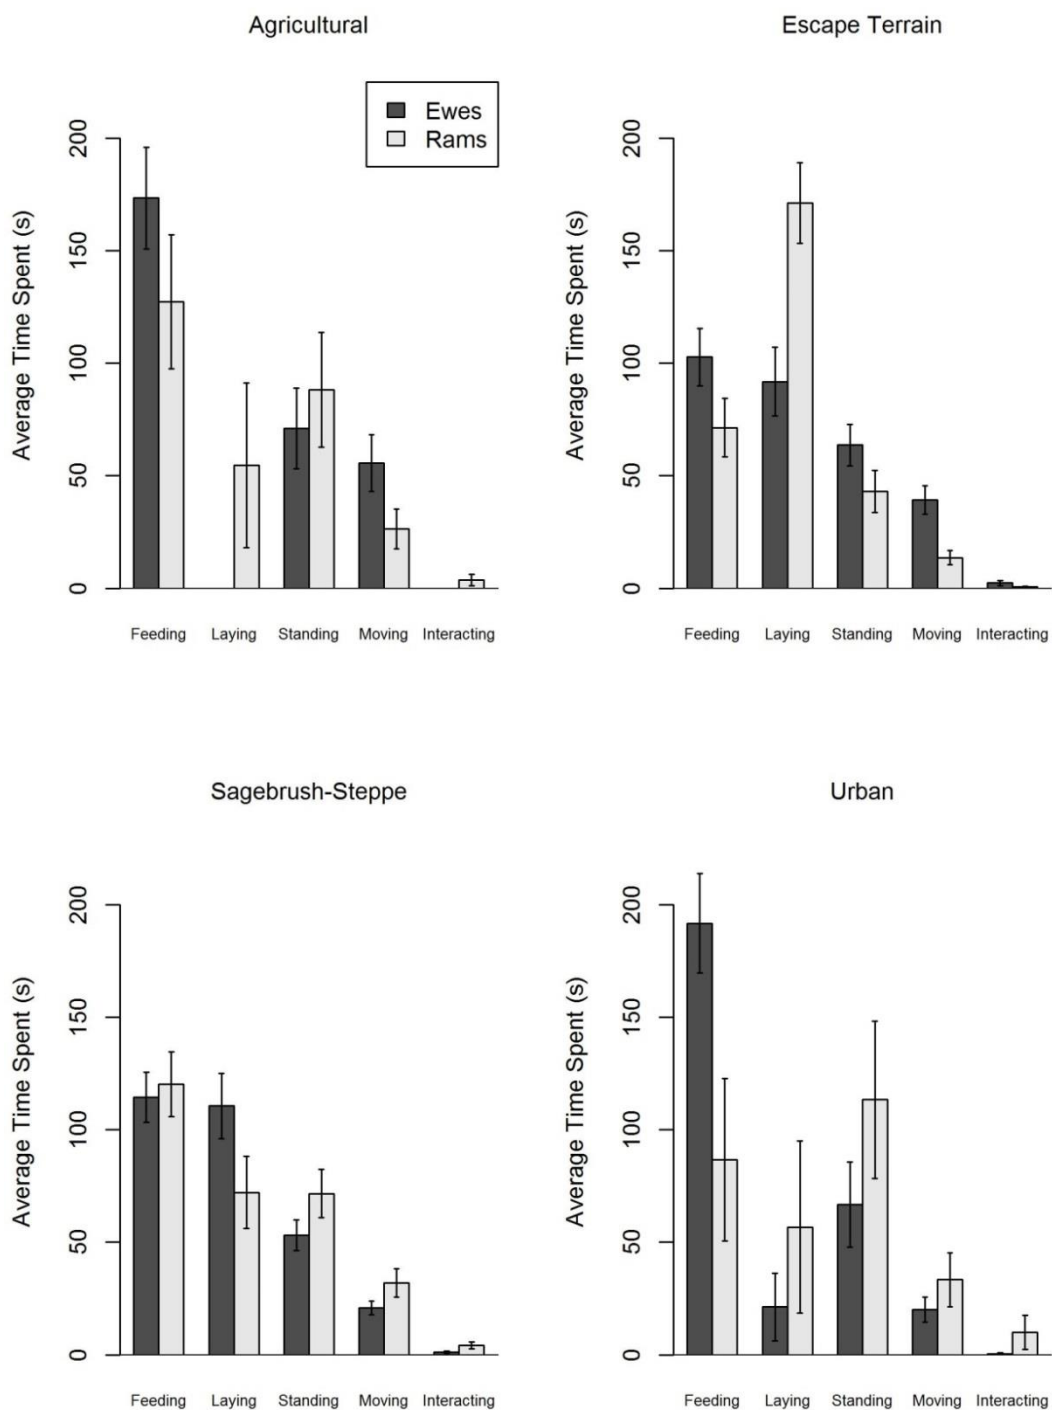 Agricultural
Ewes
Rams
Average Time Spent (s)
200
150
100
50
0
Feeding Laying Standing Moving Interacting
Escape Terrain
Average Time Spent (s)
200
150
100
50
0
Feeding Laying Standing Moving Interacting
Sagebrush-Steppe
Average Time Spent (s)
200
150
100
50
0
Feeding Laying Standing Moving Interacting
Urban
Average Time Spent (s)
200
150
100
50
0
Feeding Laying Standing Moving Interacting